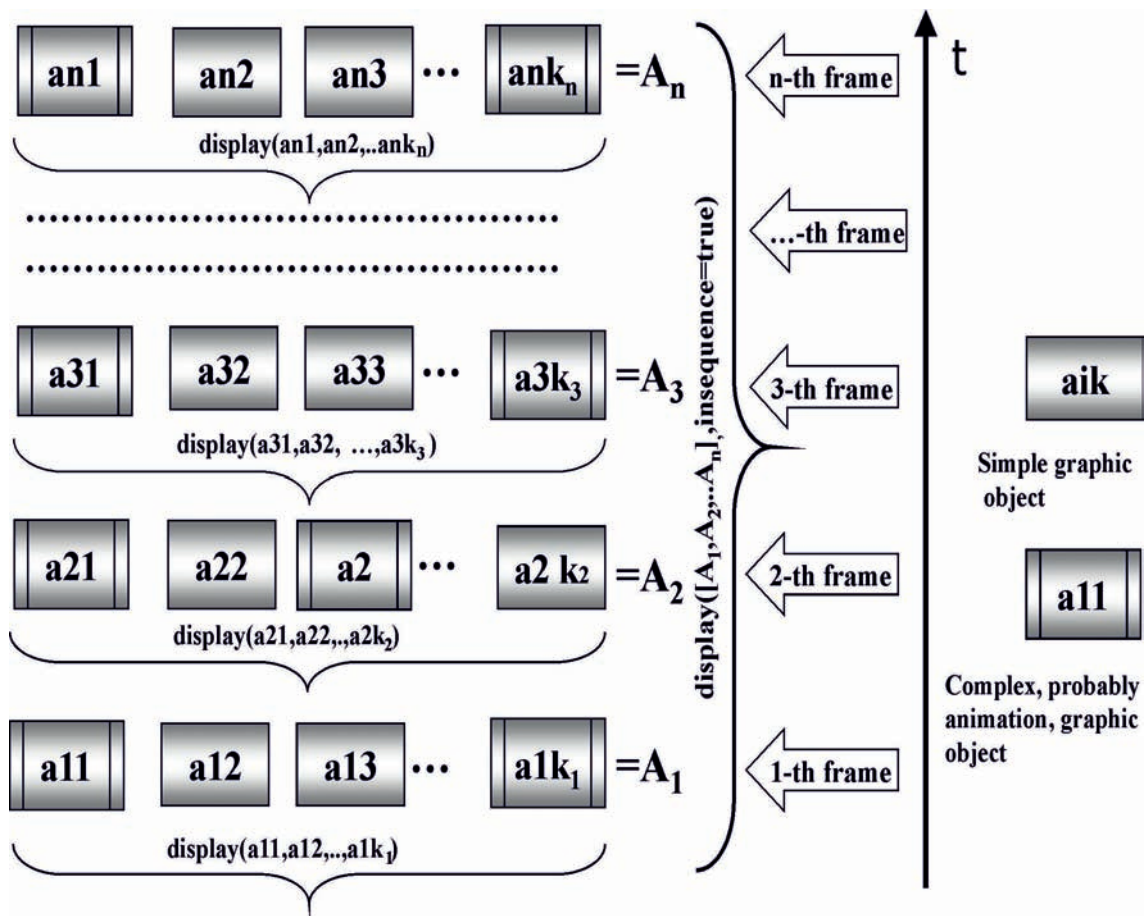 an1 an2 an3 ... ank_n =A_n
display(an1,an2,..ank_n)
n-th frame
t
...-th frame
display([A_1,A_2,..A_n],insequence=true)
a31 a32 a33 ... a3k_3 =A_3
display(a31,a32, ...,a3k_3)
3-th frame
aik
Simple graphic
object
a21 a22 a2 ... a2 k_2 =A_2
display(a21,a22,.,a2k_2)
2-th frame
a11
Complex, probably
animation, graphic
object
a11 a12 a13 ... a1k_1 =A_1
display(a11,a12,..,a1k_1)
1-th frame